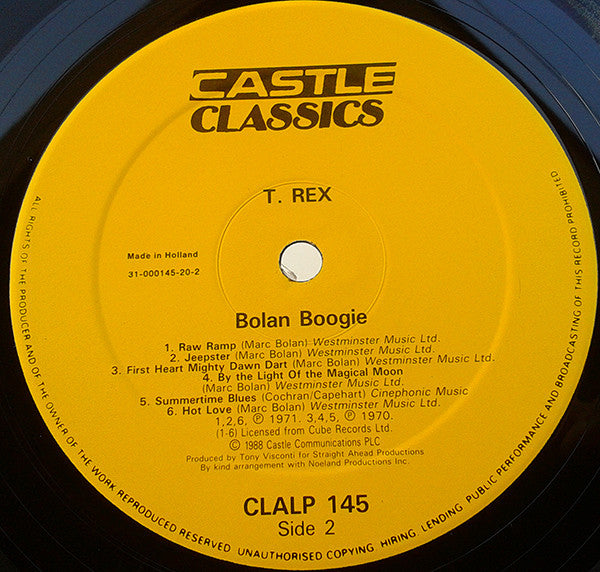 CASTLE
CLASSICS
T. REX
Made in Holland
31-000145-20-2
Bolan Boogie
1. Raw Ramp (Marc Bolan) Westminster Music Ltd.
2. Jeepster (Marc Bolan) Westminster Music Ltd.
3. First Heart Mighty Dawn Dart (Marc Bolan) Westminster Music Ltd.
4. By the Light Of the Magical Moon
(Marc Bolan) Westminster Music Ltd.
5. Summertime Blues (Cochran/Capehart) Cinephonic Music
6. Hot Love (Marc Bolan) Westminster Music Ltd.
1,2,6, ℗ 1971. 3,4,5, ℗ 1970.
(1-6) Licensed from Cube Records Ltd.
© 1988 Castle Communications PLC
Produced by Tony Visconti for Straight Ahead Productions
By kind arrangement with Noeland Productions Inc.
CLALP 145
Side 2
ALL RIGHTS OF THE PRODUCER AND OF THE OWNER OF THE WORK REPRODUCED RESERVED UNAUTHORISED COPYING HIRING LENDING PUBLIC PERFORMANCE AND BROADCASTING OF THIS RECORD PROHIBITED